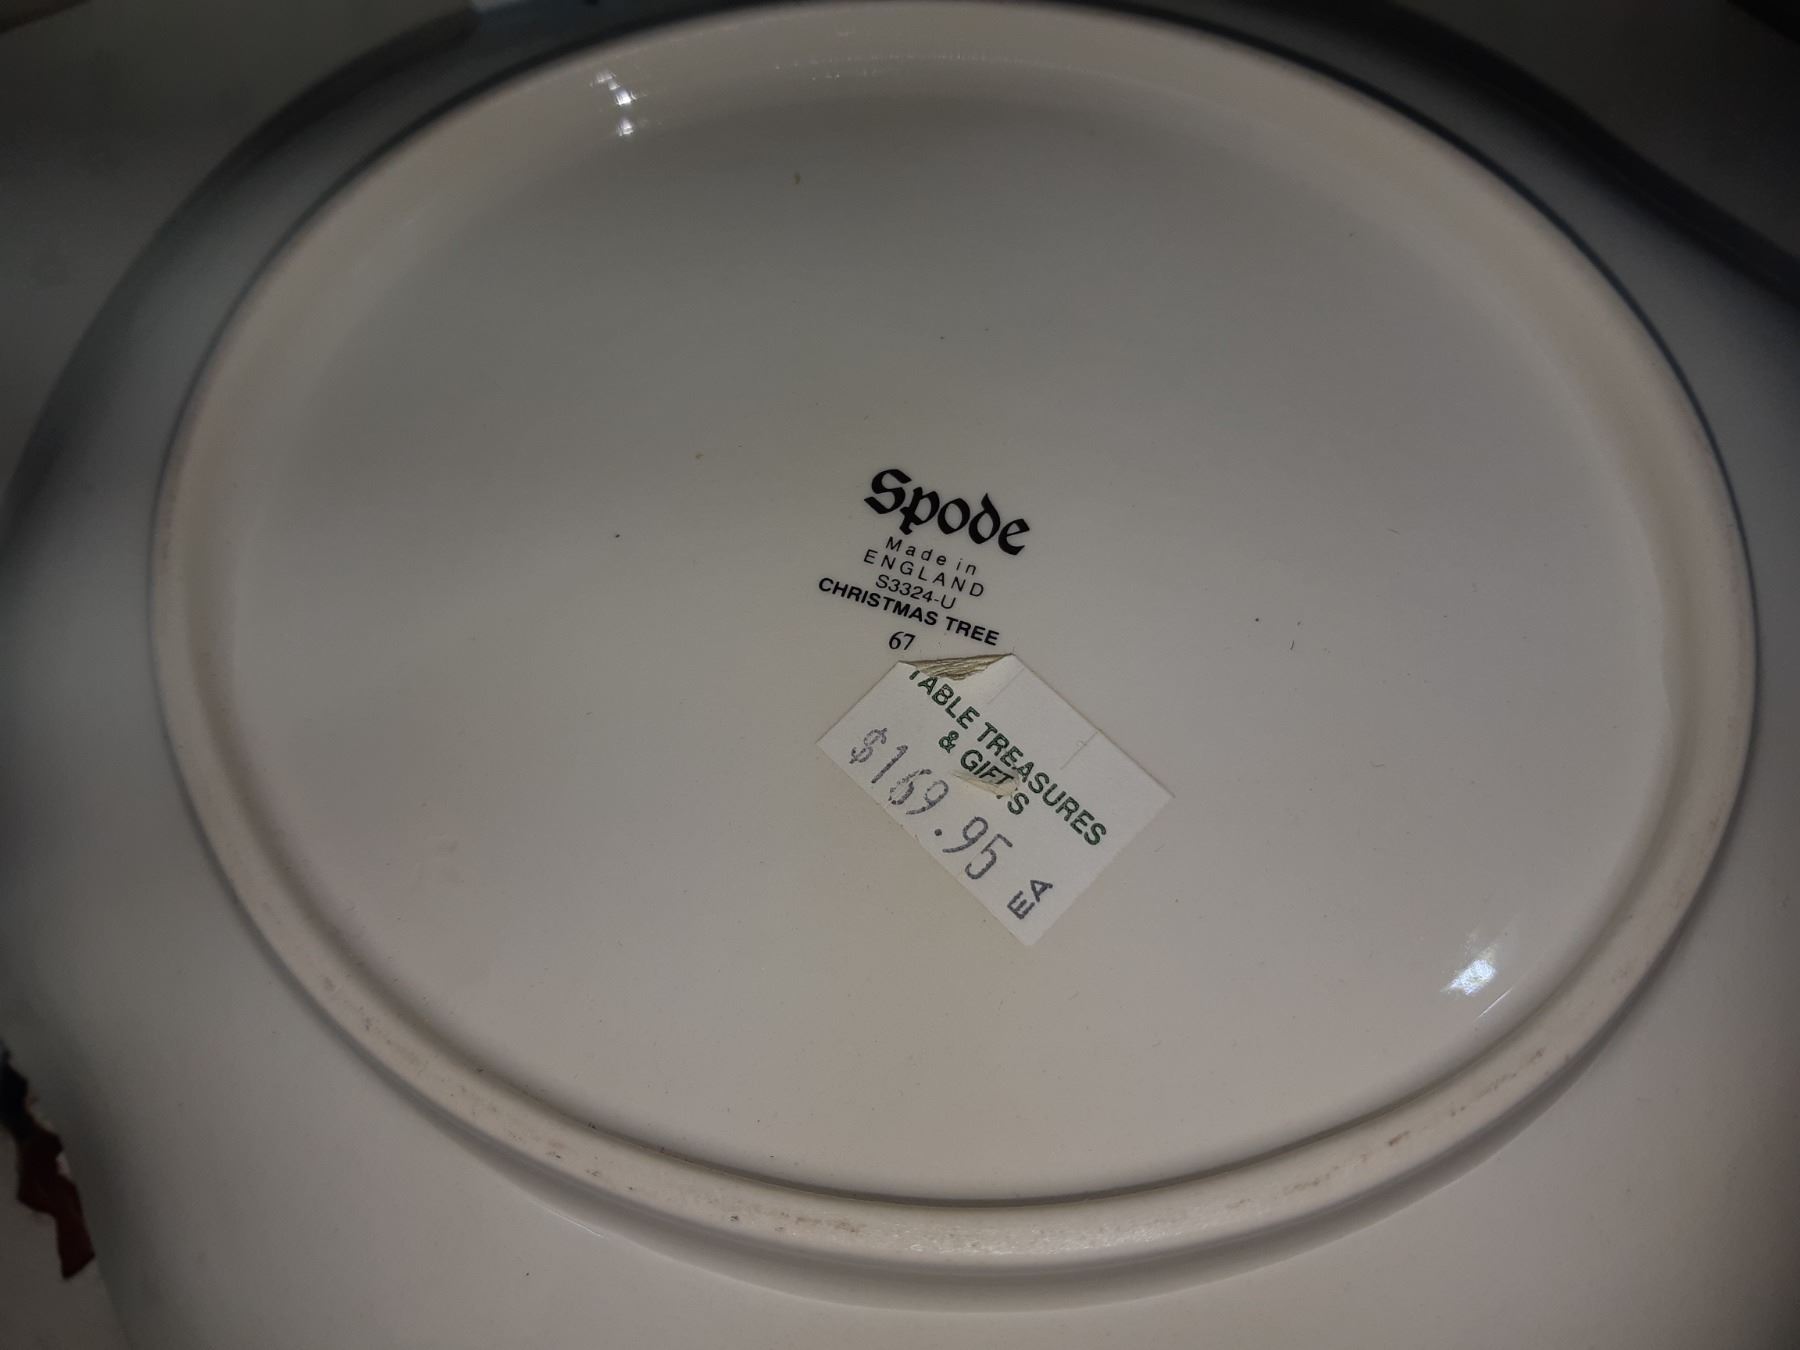 Spode
Made in
ENGLAND
S3324-U
CHRISTMAS TREE
67
TABLE TREASURES
& GIFTS
$169.95
EA